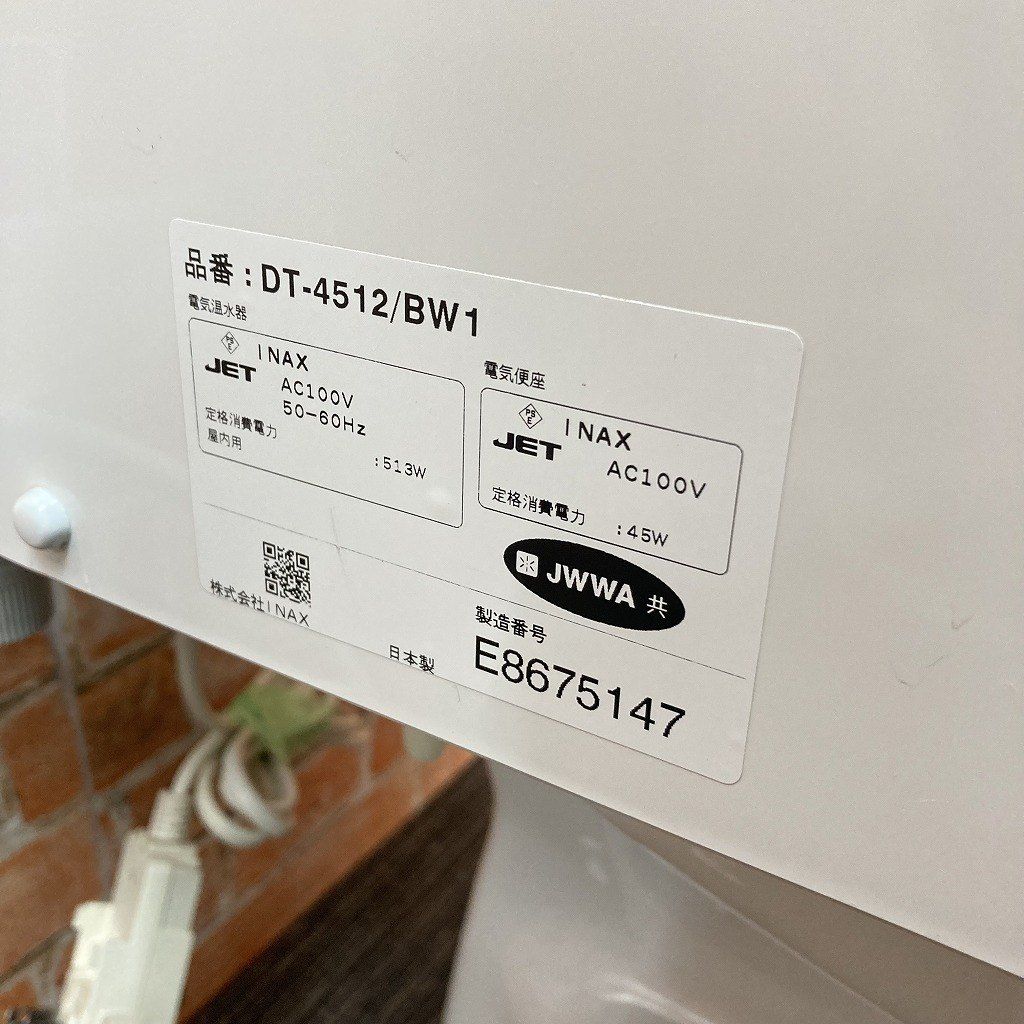 品番：DT-4512/BW1
電気温水器
PS
E
JET
INAX
AC100V
50-60Hz
定格消費電力 :513W
屋内用
電気便座
PS
E
JET
INAX
AC100V
定格消費電力 :45W
JWWA 共
株式会社INAX
日本製
製造番号
E8675147